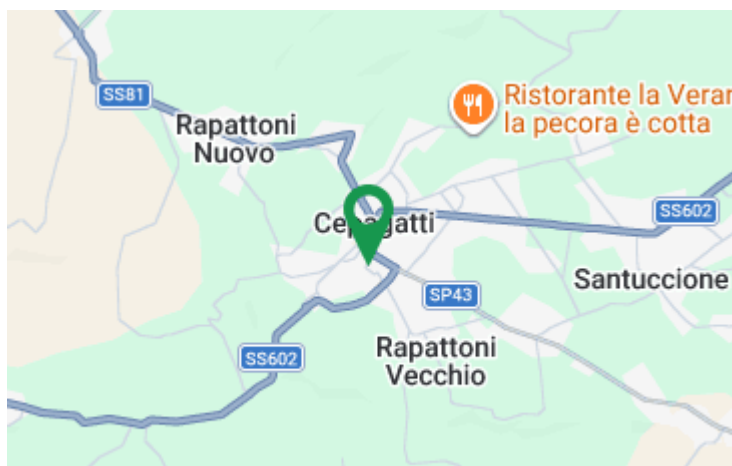 SS81
Rapattoni
Nuovo
Ristorante la Veran
la pecora è cotta
Cepagatti
SS602
Santuccione
SP43
SS602
Rapattoni
Vecchio